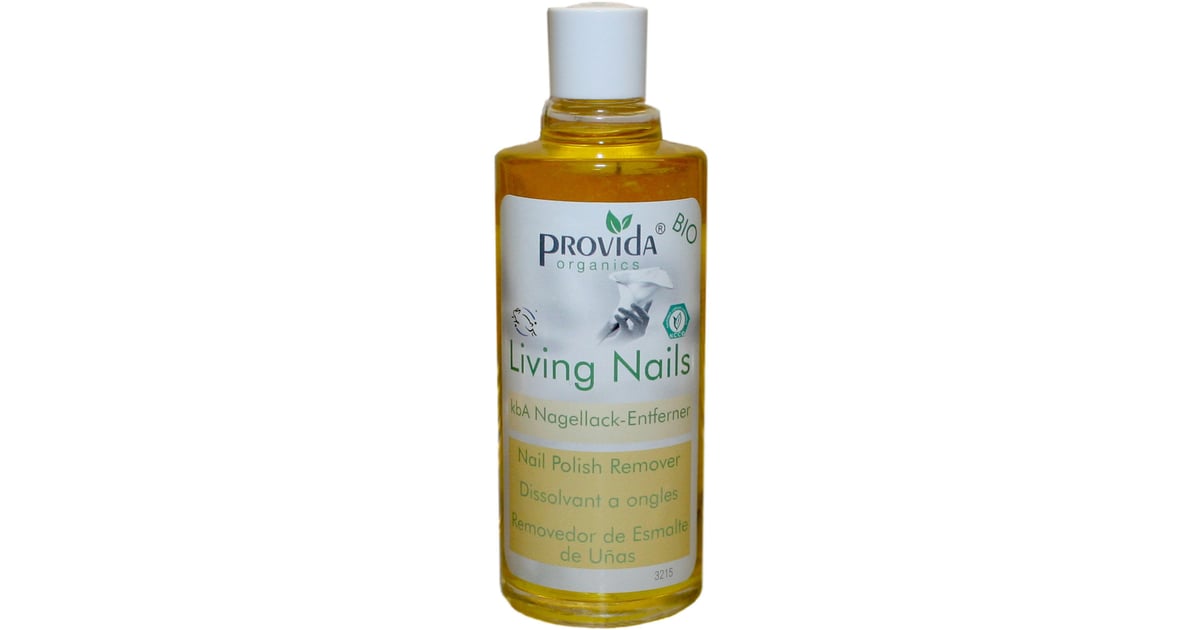 PROVIDA ® BIO
organics
Living Nails
kbA Nagellack-Entferner
Nail Polish Remover
Dissolvant a ongles
Removedor de Esmalte
de Uñas
3215